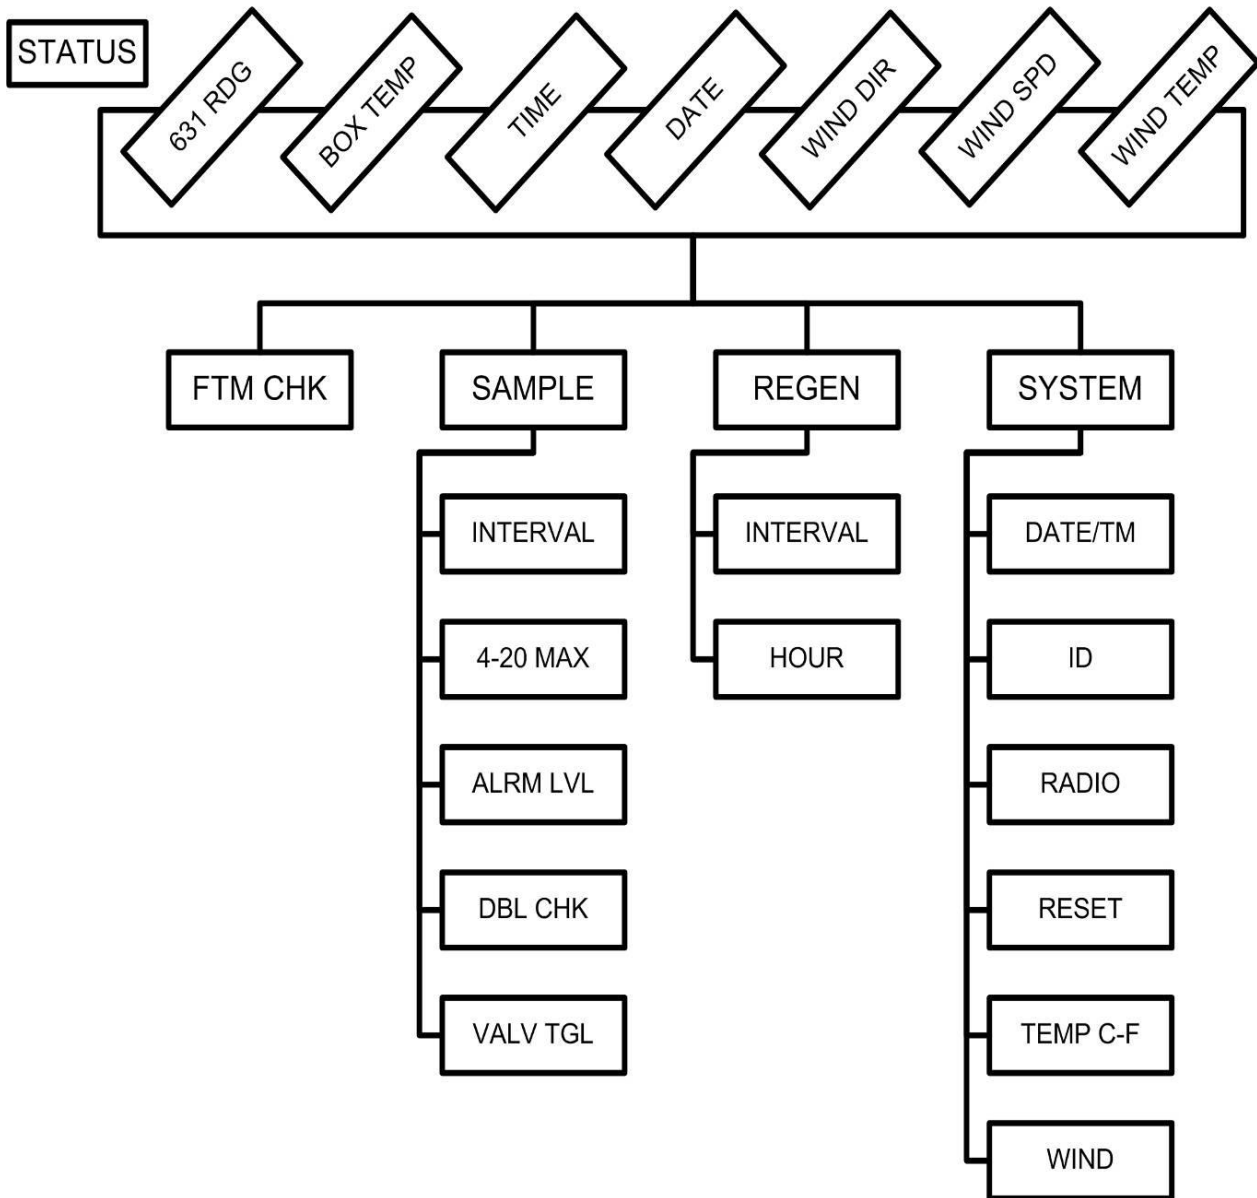 STATUS
631 RDG
BOX TEMP
TIME
DATE
WIND DIR
WIND SPD
WIND TEMP
FTM CHK
SAMPLE
REGEN
SYSTEM
INTERVAL
4-20 MAX
ALRM LVL
DBL CHK
VALV TGL
INTERVAL
HOUR
DATE/TM
ID
RADIO
RESET
TEMP C-F
WIND